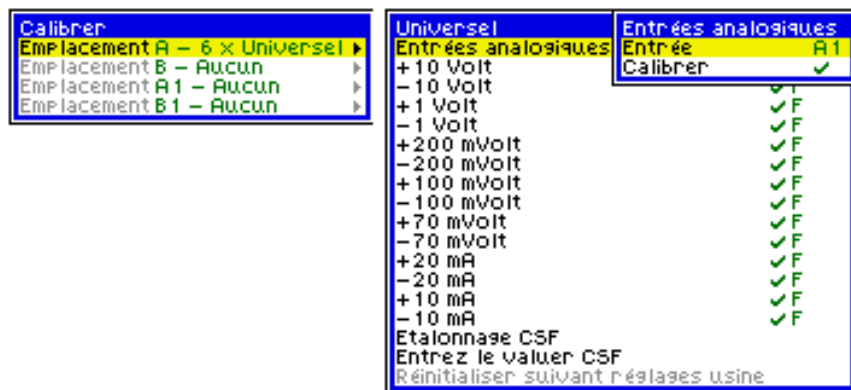 Calibrer
Emplacement A – 6 x Universel
Emplacement B – Aucun
Emplacement A1 – Aucun
Emplacement B1 – Aucun
Universel
Entrées analogiques
+10 Volt
–10 Volt ✓ F
+1 Volt ✓ F
–1 Volt ✓ F
+200 mVolt ✓ F
–200 mVolt ✓ F
+100 mVolt ✓ F
–100 mVolt ✓ F
+70 mVolt ✓ F
–70 mVolt ✓ F
+20 mA ✓ F
–20 mA ✓ F
+10 mA ✓ F
–10 mA ✓ F
Etalonnage CSF
Entrez le valuer CSF
Réinitialiser suivant réglages usine
Entrées analogiques
Entrée A1
Calibrer ✓